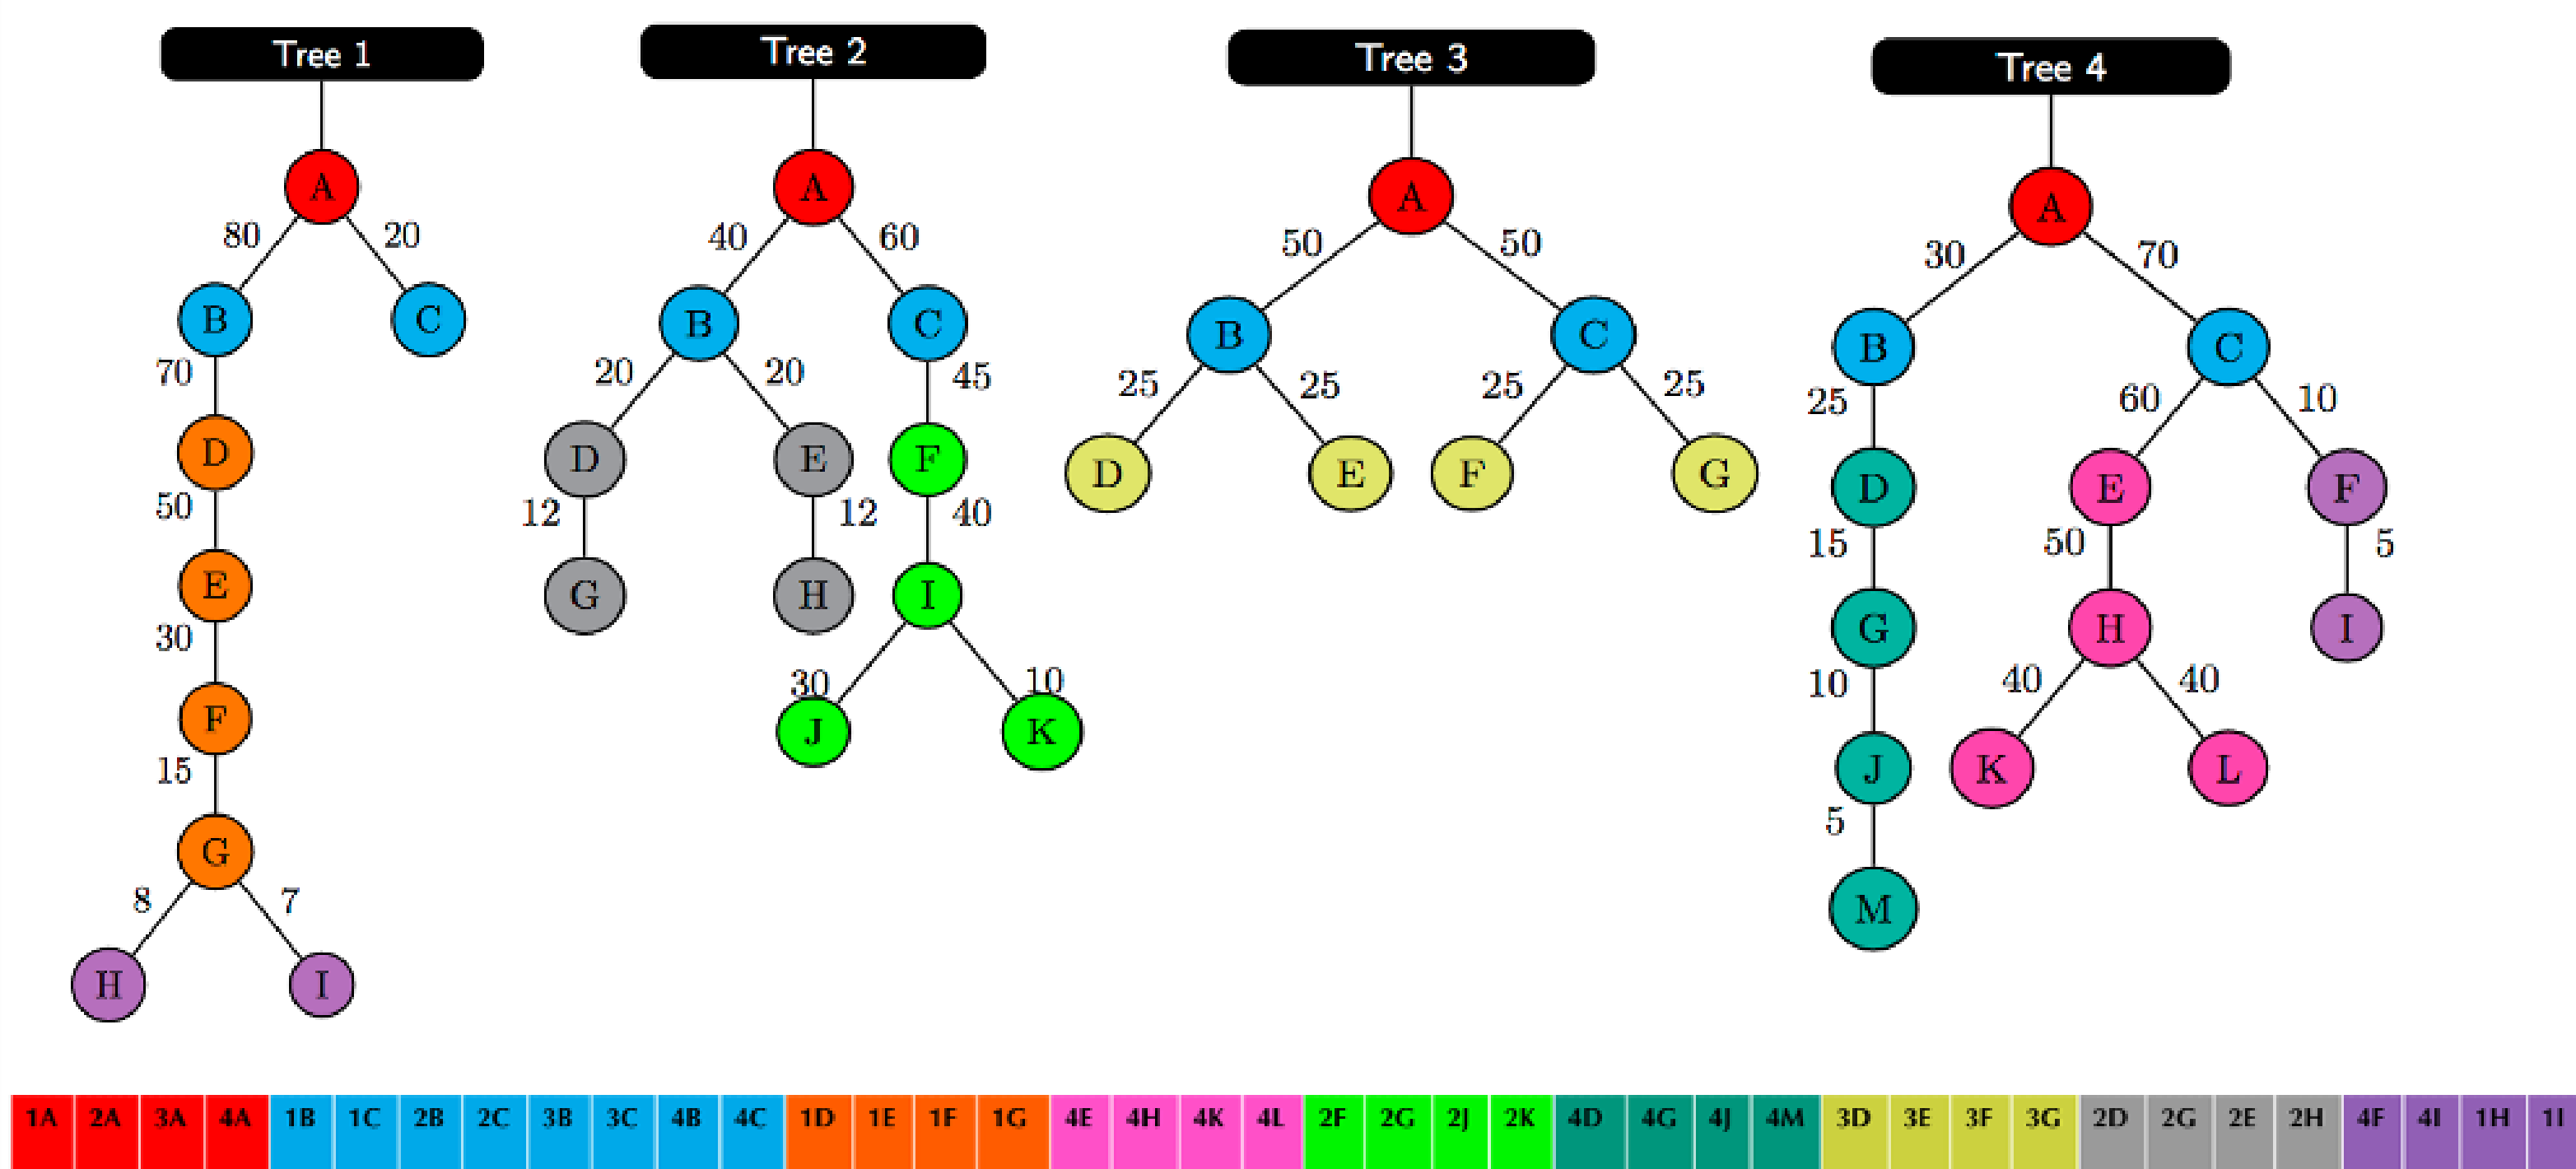 Tree 1 Tree 2 Tree 3 Tree 4
A A A A
80 20 40 60 50 50 30 70
B C B C B C B C
70 20 20 45 25 25 25 25 25 60 10
D D E F D E F G D E F
50 12 12 40 15 50 5
E G H I G H I
30 30 10 10 40 40
F J K J K L
15 5
G M
8 7
H I
1A 2A 3A 4A 1B 1C 2B 2C 3B 3C 4B 4C 1D 1E 1F 1G 4E 4H 4K 4L 2F 2G 2J 2K 4D 4G 4J 4M 3D 3E 3F 3G 2D 2G 2E 2H 4F 4I 1H 1I